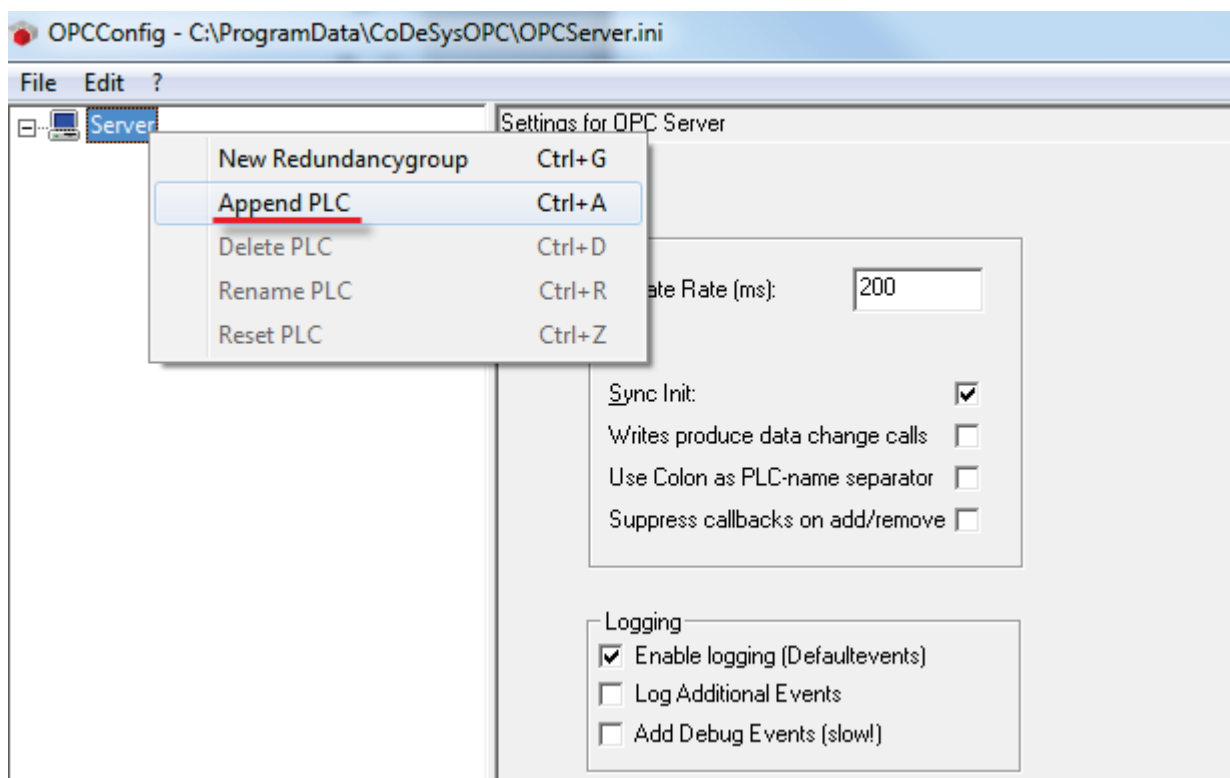 OPCConfig - C:\ProgramData\CoDeSysOPC\OPCServer.ini
File Edit ?
Server
Settings for OPC Server
New Redundancygroup Ctrl+G
Append PLC Ctrl+A
Delete PLC Ctrl+D
Rename PLC Ctrl+R
Reset PLC Ctrl+Z
ate Rate (ms): 200
Sync Init:
Writes produce data change calls
Use Colon as PLC-name separator
Suppress callbacks on add/remove
Logging
Enable logging (Defaultevents)
Log Additional Events
Add Debug Events (slow!)